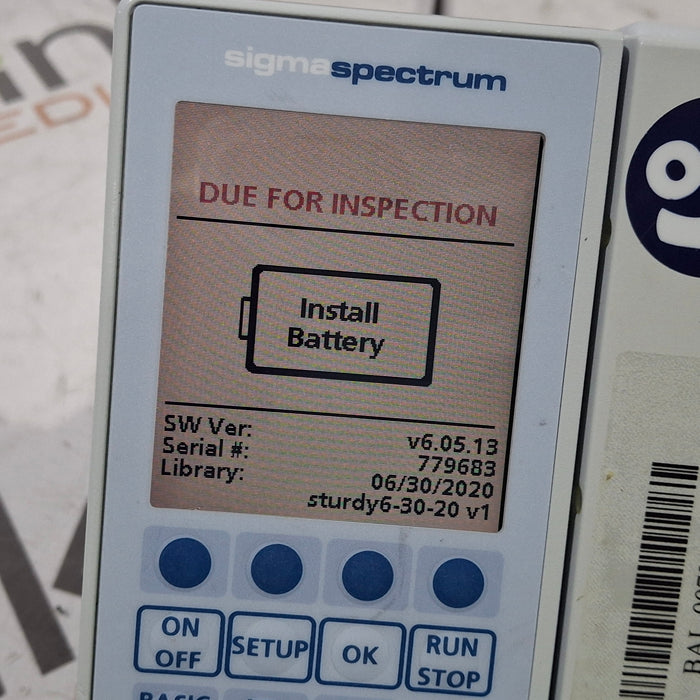 sigmaspectrum
DUE FOR INSPECTION
Install
Battery
SW Ver: v6.05.13
Serial #: 779683
Library: 06/30/2020
sturdy6-30-20 v1
ON
OFF
SETUP
OK
RUN
STOP
BASIC